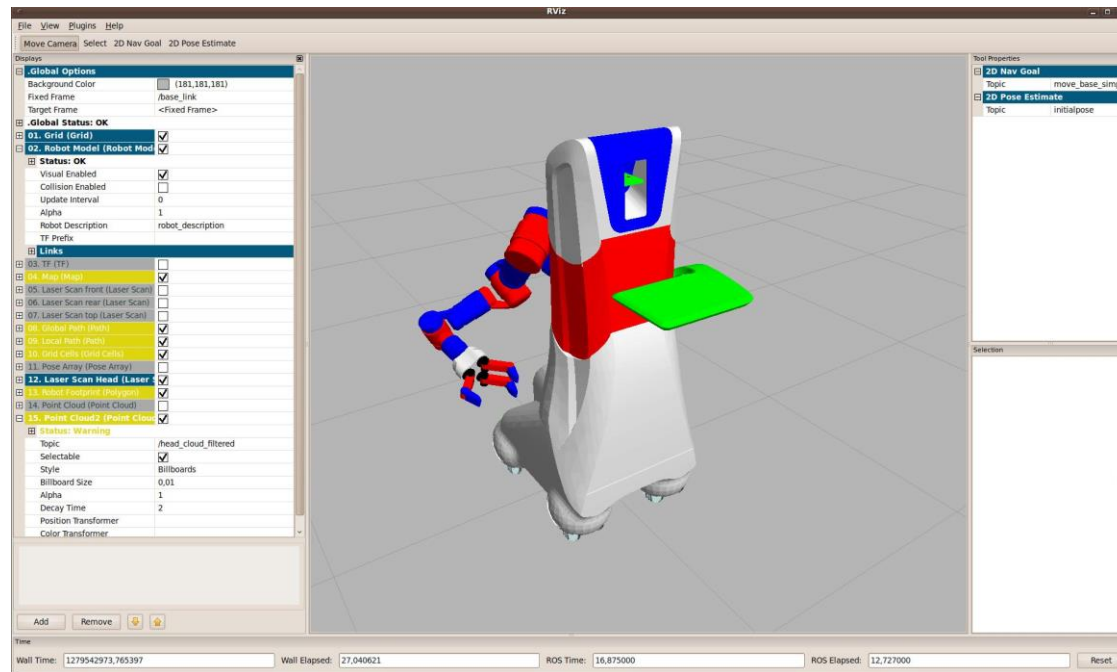 RViz
File View Plugins Help
Move Camera Select 2D Nav Goal 2D Pose Estimate
Displays
.Global Options
Background Color (181,181,181)
Fixed Frame /base_link
Target Frame <Fixed Frame>
.Global Status: OK
01. Grid (Grid)
02. Robot Model (Robot Mod
Status: OK
Visual Enabled
Collision Enabled
Update Interval 0
Alpha 1
Robot Description robot_description
TF Prefix
Links
03. TF (TF)
04. Map (Map)
05. Laser Scan front (Laser Scan)
06. Laser Scan rear (Laser Scan)
07. Laser Scan top (Laser Scan)
08. Global Path (Path)
09. Local Path (Path)
10. Grid Cells (Grid Cells)
11. Pose Array (Pose Array)
12. Laser Scan Head (Laser S
13. Robot Footprint (Polygon)
14. Point Cloud (Point Cloud)
15. Point Cloud2 (Point Clou
Status: Warning
Topic /head_cloud_filtered
Selectable
Style Billboards
Billboard Size 0,01
Alpha 1
Decay Time 2
Position Transformer
Color Transformer
Add Remove
Tool Properties
2D Nav Goal
Topic move_base_simp
2D Pose Estimate
Topic initialpose
Selection
Time
Wall Time: 1279542973,765397 Wall Elapsed: 27,040621 ROS Time: 16,875000 ROS Elapsed: 12,727000 Reset